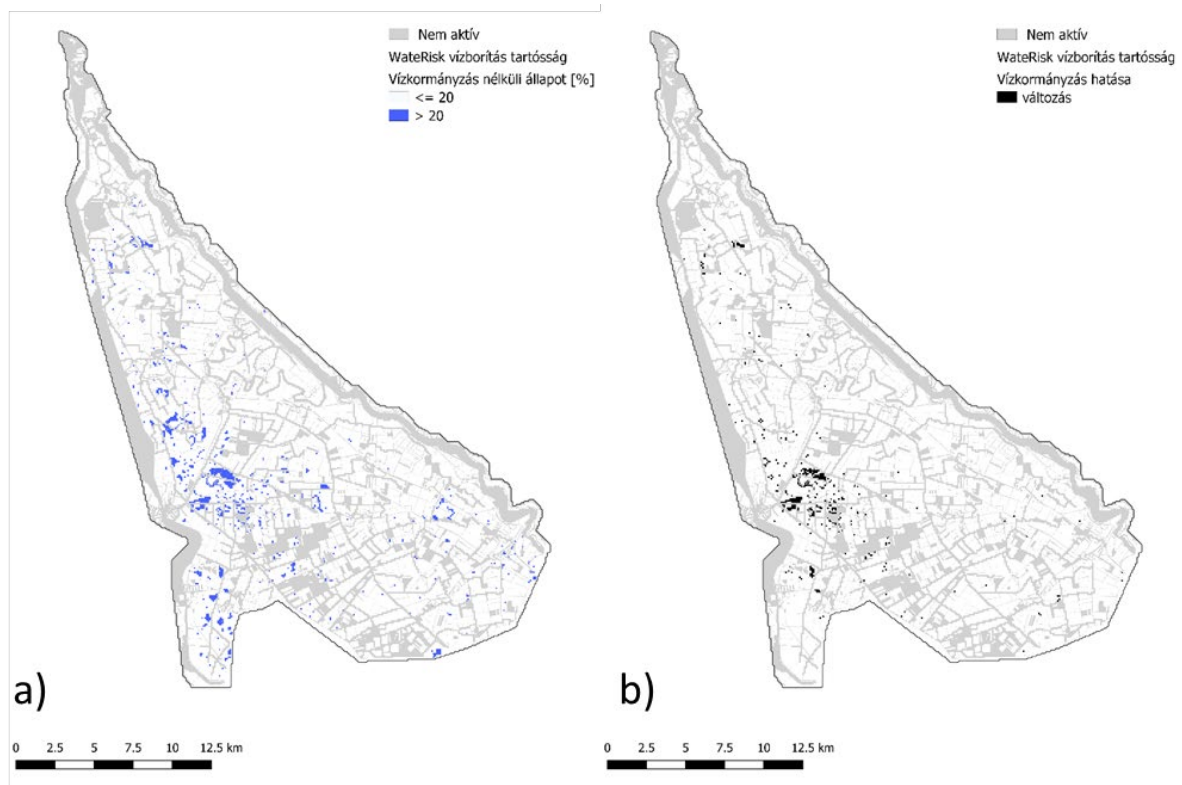 Nem aktív
WateRisk vízborítás tartósság
Vízkormányzás nélküli állapot [%]
<= 20
> 20
a)
0 2.5 5 7.5 10 12.5 km
Nem aktív
WateRisk vízborítás tartósság
Vízkormányzás hatása
változás
b)
0 2.5 5 7.5 10 12.5 km